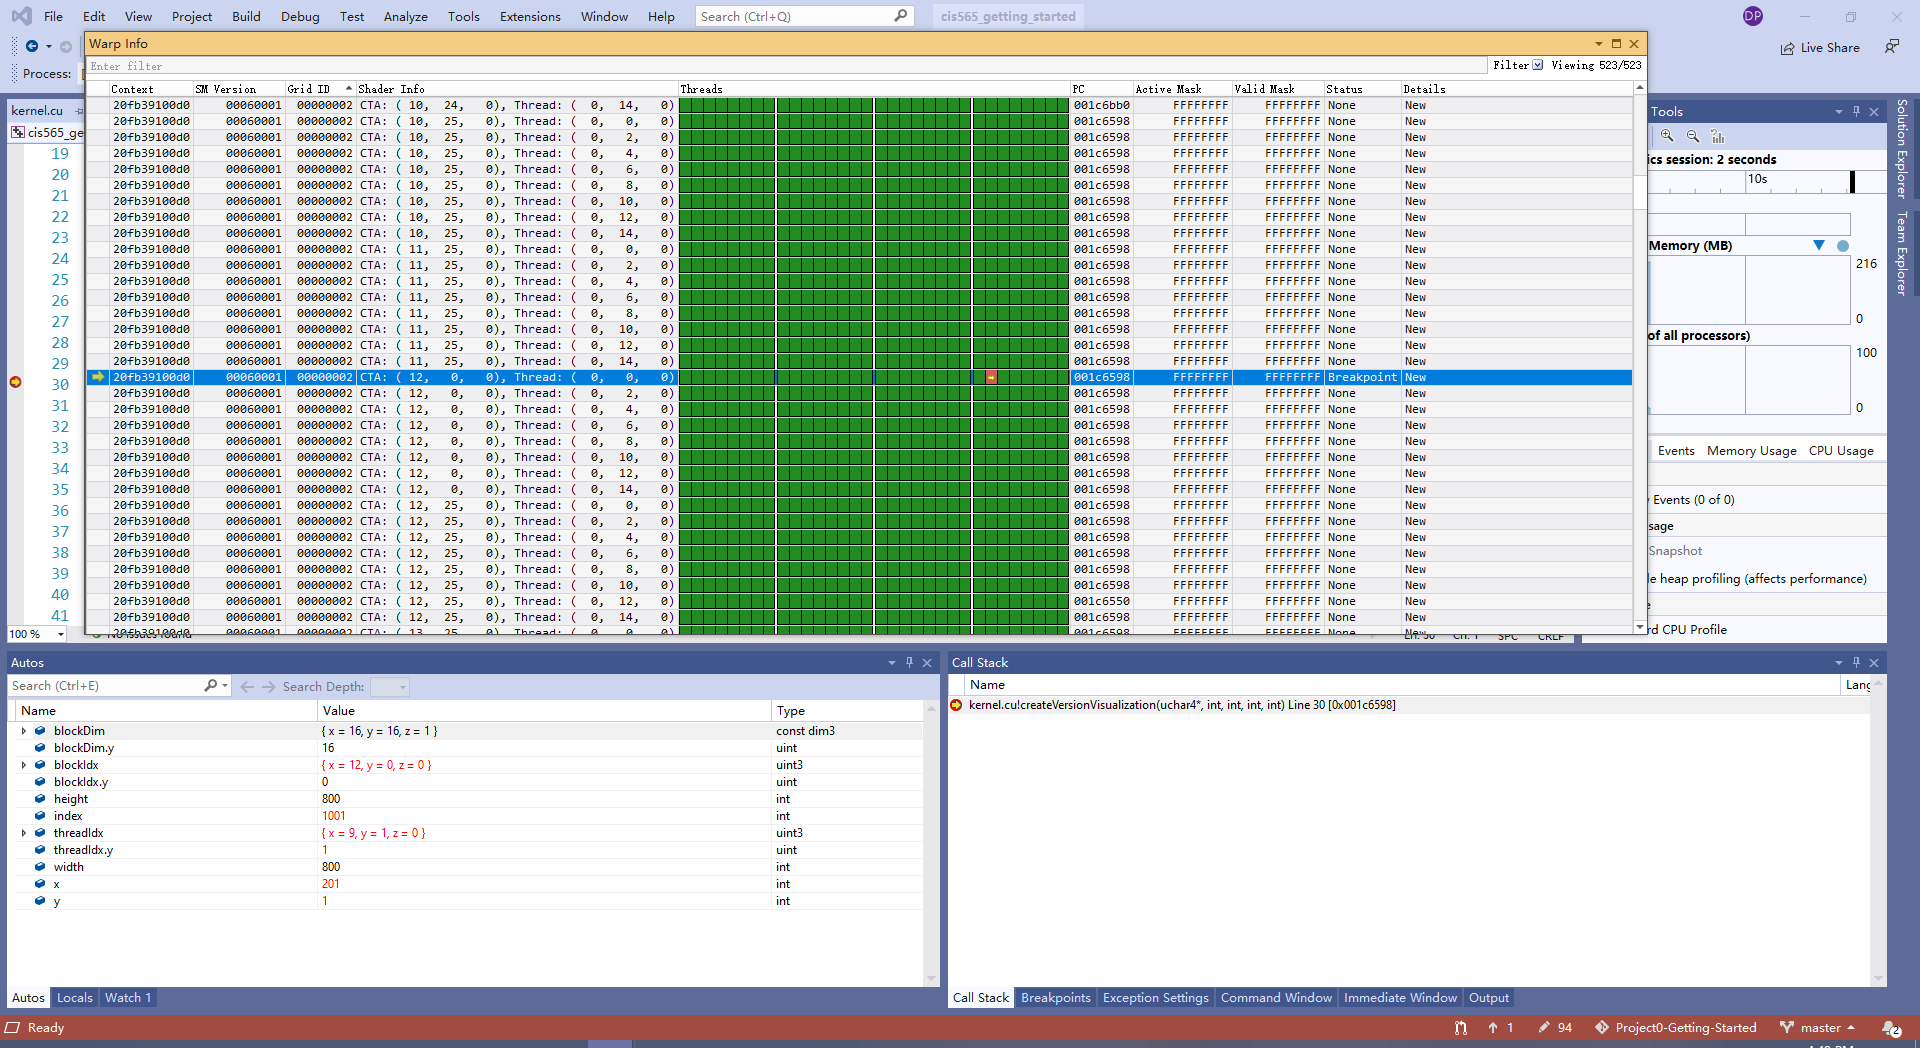 File Edit View Project Build Debug Test Analyze Tools Extensions Window Help Search (Ctrl+Q) cis565_getting_started DP
Live Share
Process:
Warp Info
Enter filter Filter Viewing 523/523
Context SM Version Grid ID Shader Info Threads PC Active Mask Valid Mask Status Details
20fb39100d0 00060001 00000002 CTA: ( 10, 24, 0), Thread: ( 0, 14, 0) 001c6bb0 FFFFFFFF FFFFFFFF None New
20fb39100d0 00060001 00000002 CTA: ( 10, 25, 0), Thread: ( 0, 0, 0) 001c6598 FFFFFFFF FFFFFFFF None New
20fb39100d0 00060001 00000002 CTA: ( 10, 25, 0), Thread: ( 0, 2, 0) 001c6598 FFFFFFFF FFFFFFFF None New
20fb39100d0 00060001 00000002 CTA: ( 10, 25, 0), Thread: ( 0, 4, 0) 001c6598 FFFFFFFF FFFFFFFF None New
20fb39100d0 00060001 00000002 CTA: ( 10, 25, 0), Thread: ( 0, 6, 0) 001c6598 FFFFFFFF FFFFFFFF None New
20fb39100d0 00060001 00000002 CTA: ( 10, 25, 0), Thread: ( 0, 8, 0) 001c6598 FFFFFFFF FFFFFFFF None New
20fb39100d0 00060001 00000002 CTA: ( 10, 25, 0), Thread: ( 0, 10, 0) 001c6598 FFFFFFFF FFFFFFFF None New
20fb39100d0 00060001 00000002 CTA: ( 10, 25, 0), Thread: ( 0, 12, 0) 001c6598 FFFFFFFF FFFFFFFF None New
20fb39100d0 00060001 00000002 CTA: ( 10, 25, 0), Thread: ( 0, 14, 0) 001c6598 FFFFFFFF FFFFFFFF None New
20fb39100d0 00060001 00000002 CTA: ( 11, 25, 0), Thread: ( 0, 0, 0) 001c6598 FFFFFFFF FFFFFFFF None New
20fb39100d0 00060001 00000002 CTA: ( 11, 25, 0), Thread: ( 0, 2, 0) 001c6598 FFFFFFFF FFFFFFFF None New
20fb39100d0 00060001 00000002 CTA: ( 11, 25, 0), Thread: ( 0, 4, 0) 001c6598 FFFFFFFF FFFFFFFF None New
20fb39100d0 00060001 00000002 CTA: ( 11, 25, 0), Thread: ( 0, 6, 0) 001c6598 FFFFFFFF FFFFFFFF None New
20fb39100d0 00060001 00000002 CTA: ( 11, 25, 0), Thread: ( 0, 8, 0) 001c6598 FFFFFFFF FFFFFFFF None New
20fb39100d0 00060001 00000002 CTA: ( 11, 25, 0), Thread: ( 0, 10, 0) 001c6598 FFFFFFFF FFFFFFFF None New
20fb39100d0 00060001 00000002 CTA: ( 11, 25, 0), Thread: ( 0, 12, 0) 001c6598 FFFFFFFF FFFFFFFF None New
20fb39100d0 00060001 00000002 CTA: ( 11, 25, 0), Thread: ( 0, 14, 0) 001c6598 FFFFFFFF FFFFFFFF None New
20fb39100d0 00060001 00000002 CTA: ( 12, 0, 0), Thread: ( 0, 0, 0) 001c6598 FFFFFFFF FFFFFFFF Breakpoint New
20fb39100d0 00060001 00000002 CTA: ( 12, 0, 0), Thread: ( 0, 2, 0) 001c6598 FFFFFFFF FFFFFFFF None New
20fb39100d0 00060001 00000002 CTA: ( 12, 0, 0), Thread: ( 0, 4, 0) 001c6598 FFFFFFFF FFFFFFFF None New
20fb39100d0 00060001 00000002 CTA: ( 12, 0, 0), Thread: ( 0, 6, 0) 001c6598 FFFFFFFF FFFFFFFF None New
20fb39100d0 00060001 00000002 CTA: ( 12, 0, 0), Thread: ( 0, 8, 0) 001c6598 FFFFFFFF FFFFFFFF None New
20fb39100d0 00060001 00000002 CTA: ( 12, 0, 0), Thread: ( 0, 10, 0) 001c6598 FFFFFFFF FFFFFFFF None New
20fb39100d0 00060001 00000002 CTA: ( 12, 0, 0), Thread: ( 0, 12, 0) 001c6598 FFFFFFFF FFFFFFFF None New
20fb39100d0 00060001 00000002 CTA: ( 12, 0, 0), Thread: ( 0, 14, 0) 001c6598 FFFFFFFF FFFFFFFF None New
20fb39100d0 00060001 00000002 CTA: ( 12, 25, 0), Thread: ( 0, 0, 0) 001c6598 FFFFFFFF FFFFFFFF None New
20fb39100d0 00060001 00000002 CTA: ( 12, 25, 0), Thread: ( 0, 2, 0) 001c6598 FFFFFFFF FFFFFFFF None New
20fb39100d0 00060001 00000002 CTA: ( 12, 25, 0), Thread: ( 0, 4, 0) 001c6598 FFFFFFFF FFFFFFFF None New
20fb39100d0 00060001 00000002 CTA: ( 12, 25, 0), Thread: ( 0, 6, 0) 001c6598 FFFFFFFF FFFFFFFF None New
20fb39100d0 00060001 00000002 CTA: ( 12, 25, 0), Thread: ( 0, 8, 0) 001c6598 FFFFFFFF FFFFFFFF None New
20fb39100d0 00060001 00000002 CTA: ( 12, 25, 0), Thread: ( 0, 10, 0) 001c6598 FFFFFFFF FFFFFFFF None New
20fb39100d0 00060001 00000002 CTA: ( 12, 25, 0), Thread: ( 0, 12, 0) 001c6550 FFFFFFFF FFFFFFFF None New
20fb39100d0 00060001 00000002 CTA: ( 12, 25, 0), Thread: ( 0, 14, 0) 001c6598 FFFFFFFF FFFFFFFF None New
20fb39100d0 00060001 00000002 CTA: ( 13, 25, 0), Thread: ( 0, 0, 0) 001c6598 FFFFFFFF FFFFFFFF None New
kernel.cu
cis565_ge
19
20
21
22
23
24
25
26
27
28
29
30
31
32
33
34
35
36
37
38
39
40
41
100 % No issues found Ln: 30 Ch: 1 SPC CRLF
Tools
ics session: 2 seconds
10s
Memory (MB)
216
0
of all processors)
100
0
Events Memory Usage CPU Usage
Events (0 of 0)
sage
Snapshot
le heap profiling (affects performance)
e
rd CPU Profile
Solution Explorer
Team Explorer
Autos
Search (Ctrl+E) Search Depth:
Name Value Type
blockDim { x = 16, y = 16, z = 1 } const dim3
blockDim.y 16 uint
blockIdx { x = 12, y = 0, z = 0 } uint3
blockIdx.y 0 uint
height 800 int
index 1001 int
threadIdx { x = 9, y = 1, z = 0 } uint3
threadIdx.y 1 uint
width 800 int
x 201 int
y 1 int
Autos Locals Watch 1
Call Stack
Name Lang
kernel.cu!createVersionVisualization(uchar4*, int, int, int, int) Line 30 [0x001c6598]
Call Stack Breakpoints Exception Settings Command Window Immediate Window Output
Ready 1 94 Project0-Getting-Started master 2